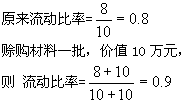 原来流动比率=8/10=0.8
赊购材料一批，价值10万元，
则 流动比率=8+10/10+10=0.9